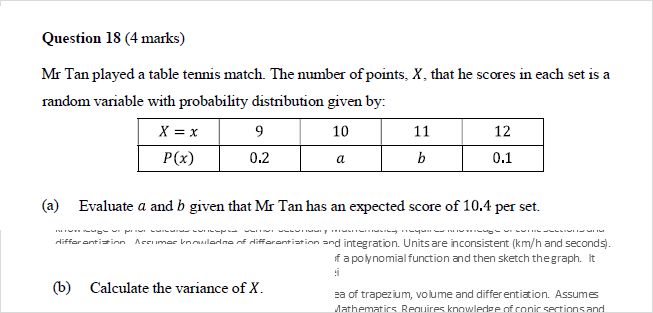 Question 18 (4 marks)
Mr Tan played a table tennis match. The number of points, X, that he scores in each set is a
random variable with probability distribution given by:
X = x 9 10 11 12
P(x) 0.2 a b 0.1
(a) Evaluate a and b given that Mr Tan has an expected score of 10.4 per set.
differentiation. Assumes knowledge of differentiation and integration. Units are inconsistent (km/h and seconds).
of a polynomial function and then sketch the graph. It
(b) Calculate the variance of X.
ea of trapezium, volume and differentiation. Assumes
Mathematics. Requires knowledge of conic sections and